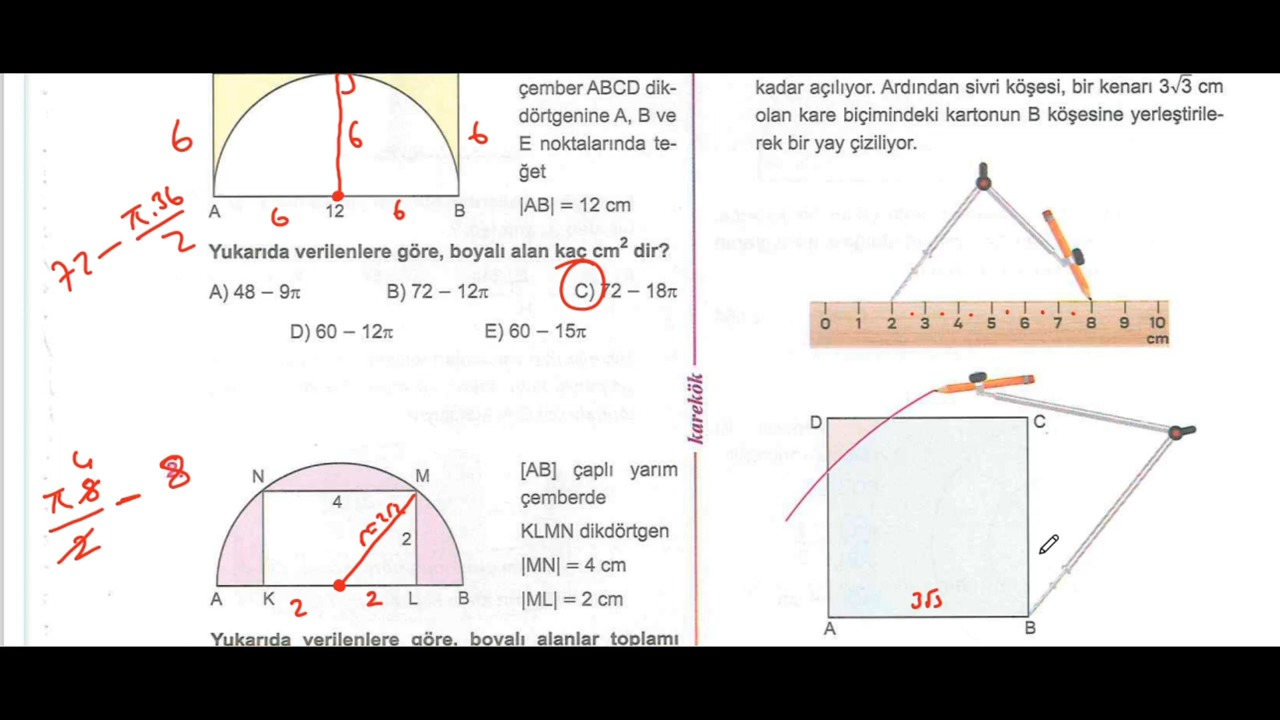 çember ABCD dik-
dörtgenine A, B ve
E noktalarında te-
ğet
|AB| = 12 cm
6
6
6
A
6
12
6
B
72 − π.36/2
Yukarıda verilenlere göre, boyalı alan kaç cm² dir?
A) 48 − 9π
B) 72 − 12π
C) 72 − 18π
D) 60 − 12π
E) 60 − 15π
[AB] çaplı yarım
çemberde
KLMN dikdörtgen
|MN| = 4 cm
|ML| = 2 cm
N
M
4
r=2√2
2
A
K
2
2
L
B
4
π8/2 − 8
Yukarıda verilenlere göre, boyalı alanlar toplamı
karekök
kadar açılıyor. Ardından sivri köşesi, bir kenarı 3√3 cm
olan kare biçimindeki kartonun B köşesine yerleştirile-
rek bir yay çiziliyor.
0 1 2 3 4 5 6 7 8 9 10
cm
D
C
3√3
A
B